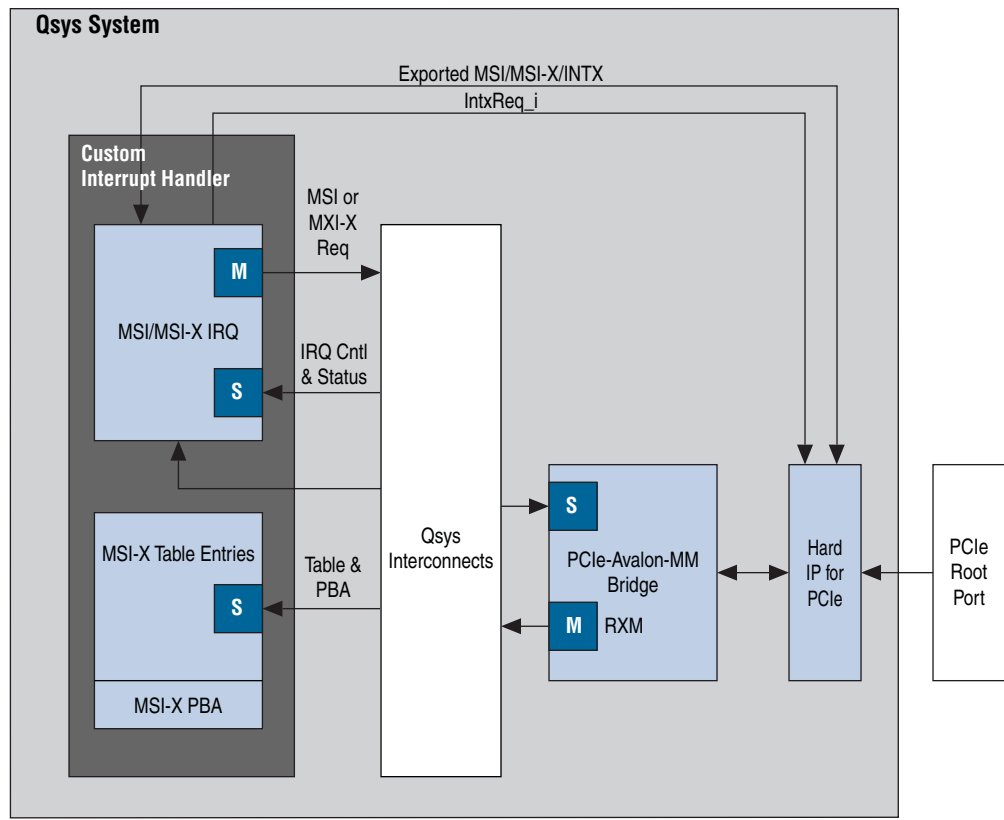 Qsys System
Exported MSI/MSI-X/INTX
IntxReq_i
Custom
Interrupt Handler
MSI or
MXI-X
Req
M
MSI/MSI-X IRQ
IRQ Cntl
& Status
S
MSI-X Table Entries
S
Table &
PBA
MSI-X PBA
Qsys
Interconnects
S
PCIe-Avalon-MM
Bridge
M
RXM
Hard
IP for
PCIe
PCIe
Root
Port